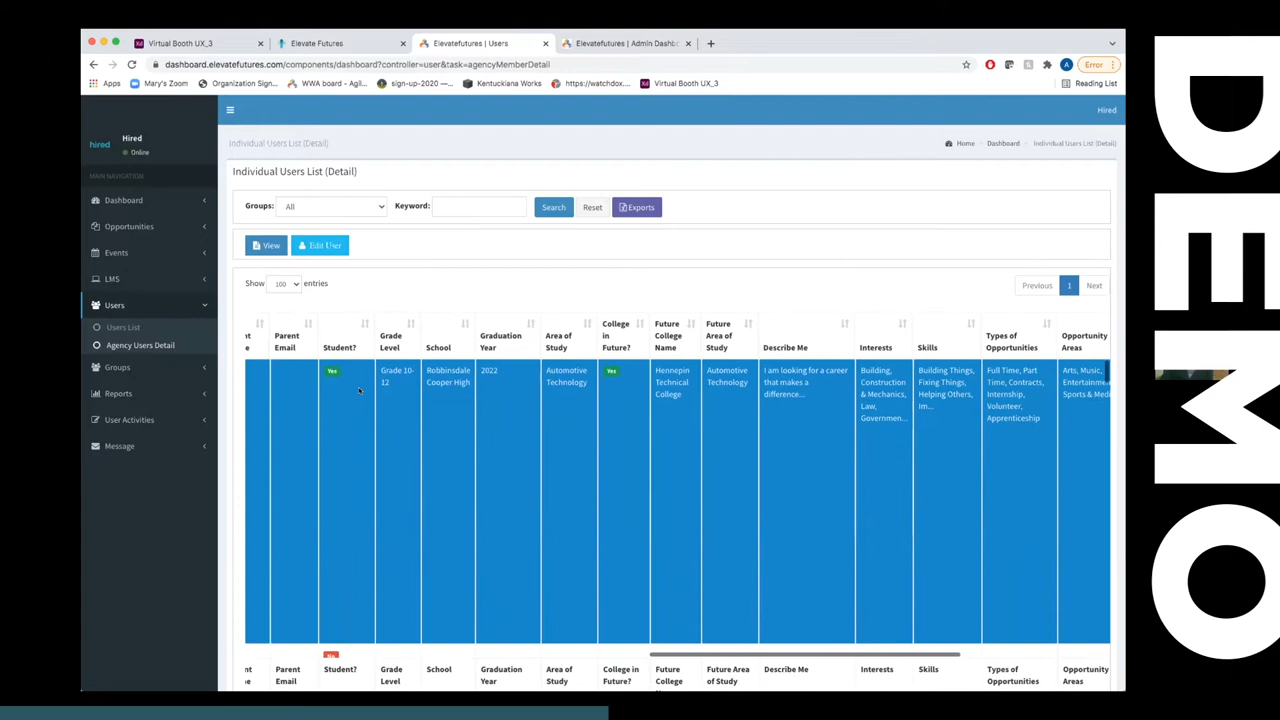 Virtual Booth UX_3
Elevate Futures
Elevatefutures | Users
Elevatefutures | Admin Dashb
dashboard.elevatefutures.com/components/dashboard?controller=user&task=agencyMemberDetail
A
Error
Apps
Mary's Zoom
Organization Sign...
WWA board - Agil...
sign-up-2020 —...
Kentuckiana Works
https://watchdox....
Virtual Booth UX_3
Reading List
Hired
hired
Hired
Online
MAIN NAVIGATION
Dashboard
Opportunities
Events
LMS
Users
Users List
Agency Users Detail
Groups
Reports
User Activities
Message
Individual Users List (Detail)
Home
Dashboard
Individual Users List (Detail)
Individual Users List (Detail)
Groups: All Keyword: Search Reset Exports
View Edit User
Show 100 entries
Previous 1 Next
nt
e
Parent
Email
Student?
Grade
Level
School
Graduation
Year
Area of
Study
College
in
Future?
Future
College
Name
Future
Area of
Study
Describe Me
Interests
Skills
Types of
Opportunities
Opportunity
Areas
Yes
Grade 10-
12
Robbinsdale
Cooper High
2022
Automotive
Technology
Yes
Hennepin
Technical
College
Automotive
Technology
I am looking for a career
that makes a
difference...
Building,
Construction
& Mechanics,
Law,
Governmen...
Building Things,
Fixing Things,
Helping Others,
Im...
Full Time, Part
Time, Contracts,
Internship,
Volunteer,
Apprenticeship
Arts, Music,
Entertainme
Sports & Med
No
nt
e
Parent
Email
Student?
Grade
Level
School
Graduation
Year
Area of
Study
College in
Future?
Future
College
Future Area
of Study
Describe Me
Interests
Skills
Types of
Opportunities
Opportunity
Areas
DEMO